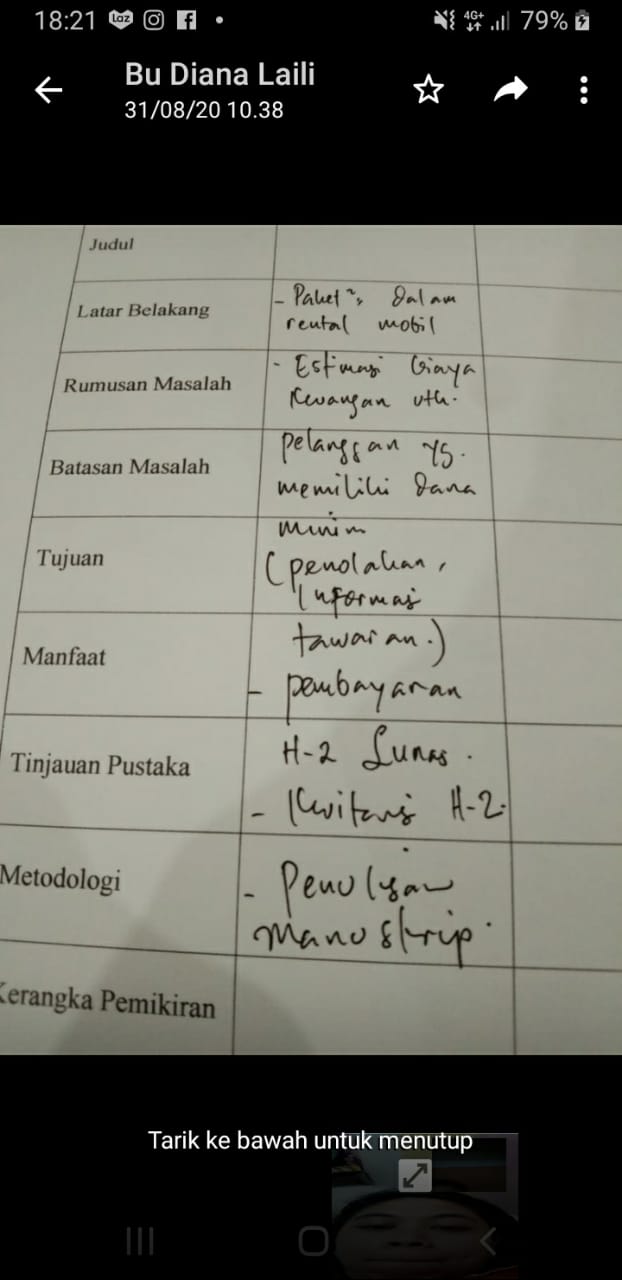 18:21
4G+ 79%
Bu Diana Laili
31/08/20 10.38
Judul
Latar Belakang
- Paket², dalam
rental mobil
Rumusan Masalah
- Estimasi biaya
Keuangan utk.
Batasan Masalah
pelanggan yg.
memiliki dana
minim
Tujuan
(penolakan,
informasi
Manfaat
tawaran.)
- pembayaran
Tinjauan Pustaka
H-2 Lunas.
- Kwitansi H-2.
Metodologi
- Penulisan
manuskrip.
Kerangka Pemikiran
Tarik ke bawah untuk menutup